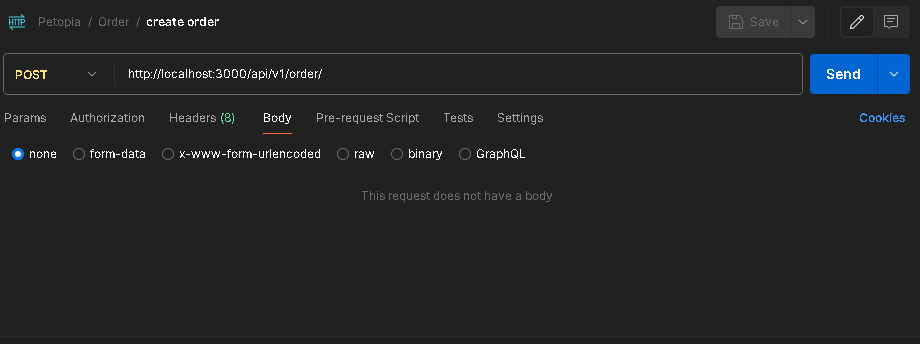 HTTP Petopia / Order / create order Save
POST http://localhost:3000/api/v1/order/ Send
Params Authorization Headers (8) Body Pre-request Script Tests Settings Cookies
none form-data x-www-form-urlencoded raw binary GraphQL
This request does not have a body